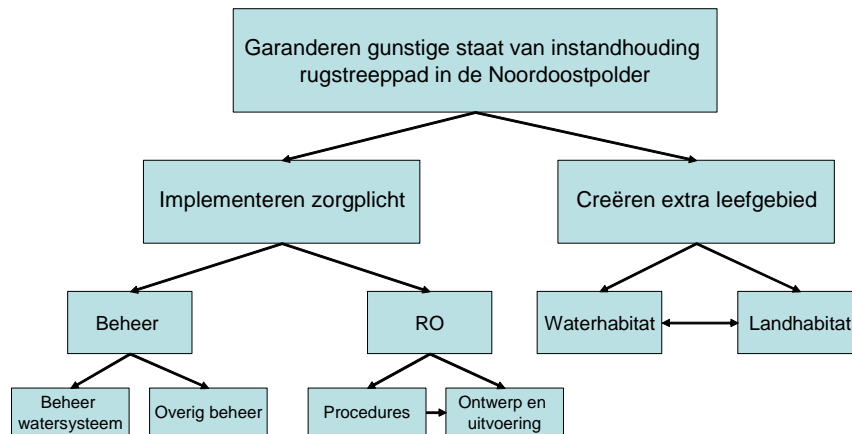 Garanderen gunstige staat van instandhouding
rugstreeppad in de Noordoostpolder
Implementeren zorgplicht
Creëren extra leefgebied
Beheer
RO
Waterhabitat
Landhabitat
Beheer
watersysteem
Overig beheer
Procedures
Ontwerp en
uitvoering